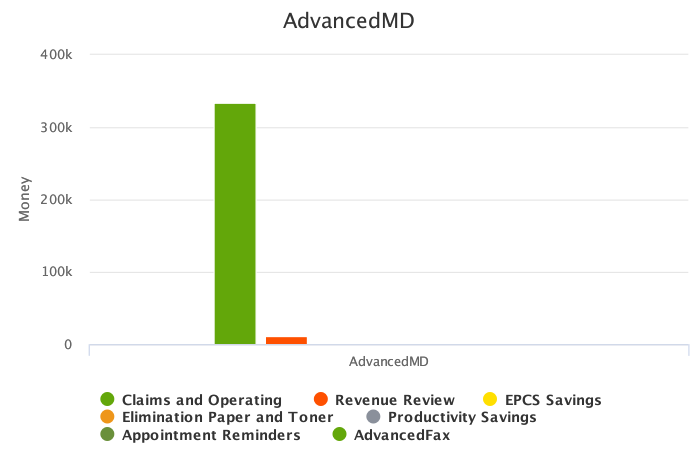 AdvancedMD
400k
300k
200k
100k
0
Money
AdvancedMD
Claims and Operating Revenue Review EPCS Savings
Elimination Paper and Toner Productivity Savings
Appointment Reminders AdvancedFax